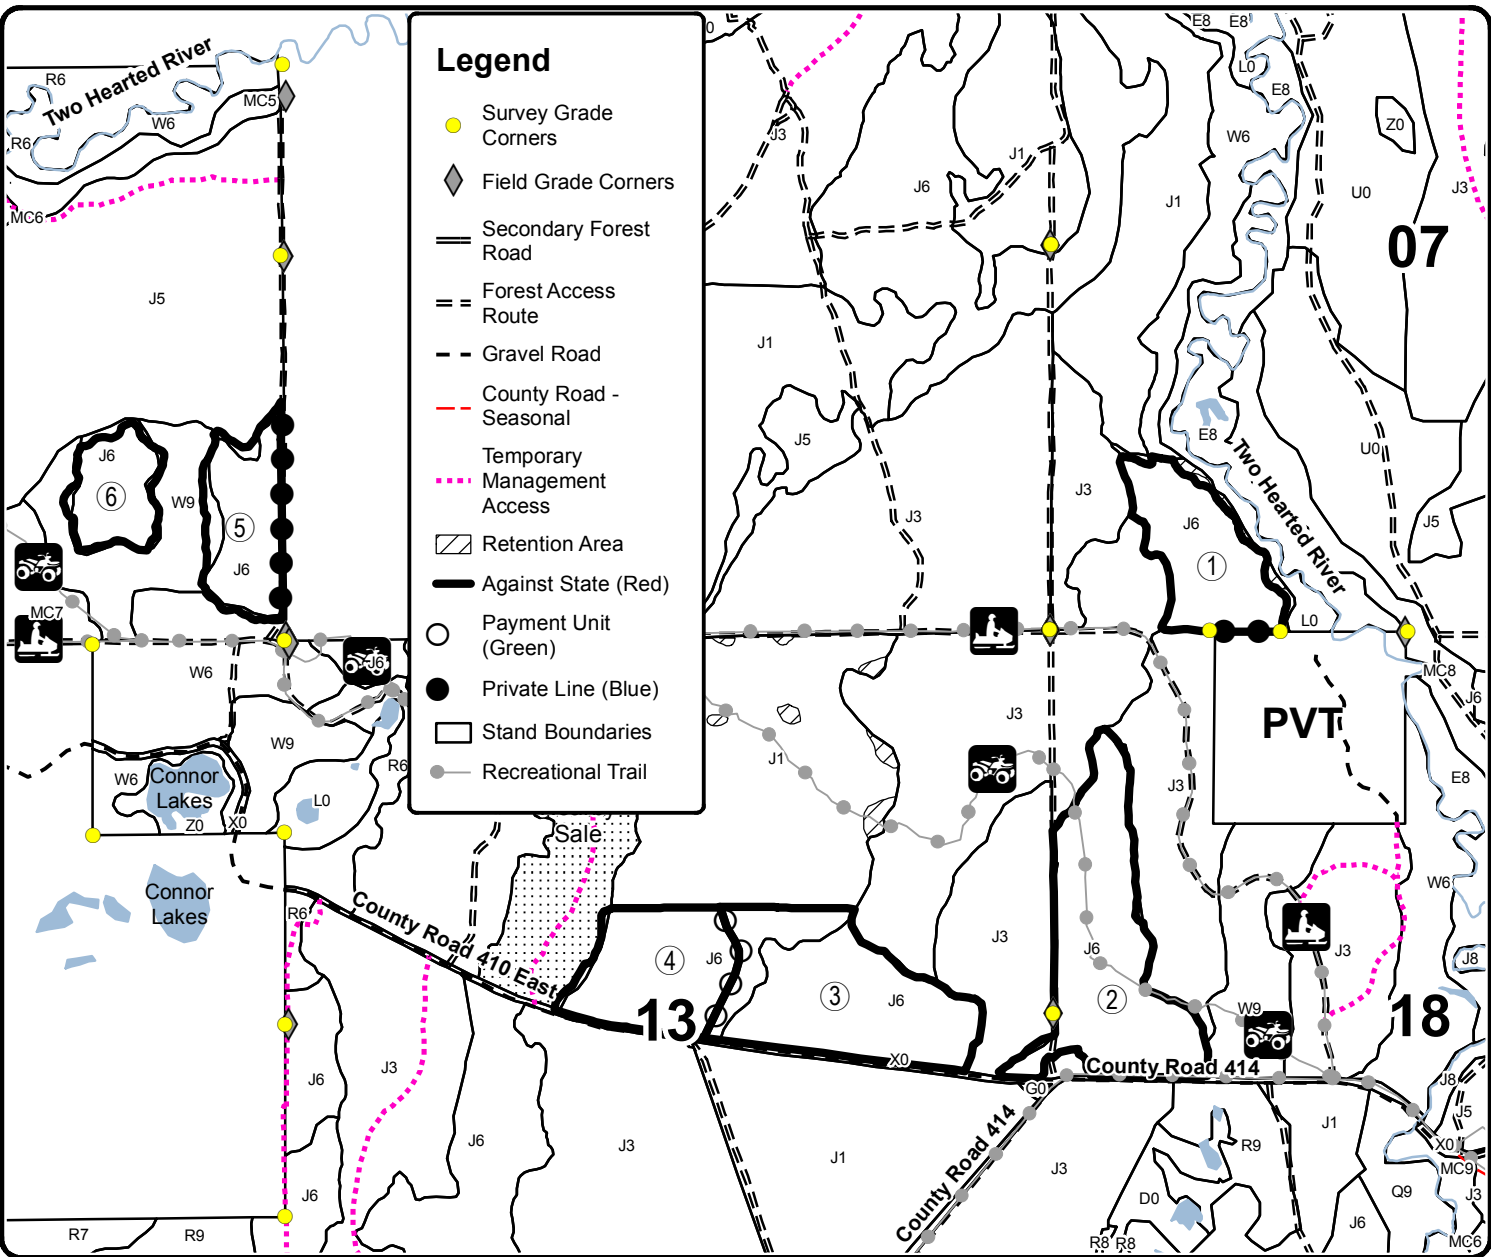 Legend
Survey Grade
Corners
Field Grade Corners
Secondary Forest
Road
Forest Access
Route
Gravel Road
County Road -
Seasonal
Temporary
Management
Access
Retention Area
Against State (Red)
Payment Unit
(Green)
Private Line (Blue)
Stand Boundaries
Recreational Trail
R6
Two Hearted River
MC5
W6
R6
MC6
J5
J6
6
W9
5
J6
MC7
J6
W6
W9
R6
W6
Connor
Lakes
L0
Z0
X0
Connor
Lakes
R6
County Road 410 East
Sale
4
J6
13
3
J6
X0
J6
J3
J6
J6
R7
R9
J3
J1
0
J3
J1
J6
J1
J5
J3
J3
J1
E8
E8
L0
E8
W6
Z0
U0
J3
07
J1
E8
U0
Two Hearted River
J3
J6
1
J5
L0
MC8
J6
PVT
J3
J3
E8
J6
2
W9
W6
J3
J8
18
County Road 414
G0
County Road 414
J3
R9
D0
R8
R8
J1
J8
J5
X0
MC9
Q9
J3
J6
MC6